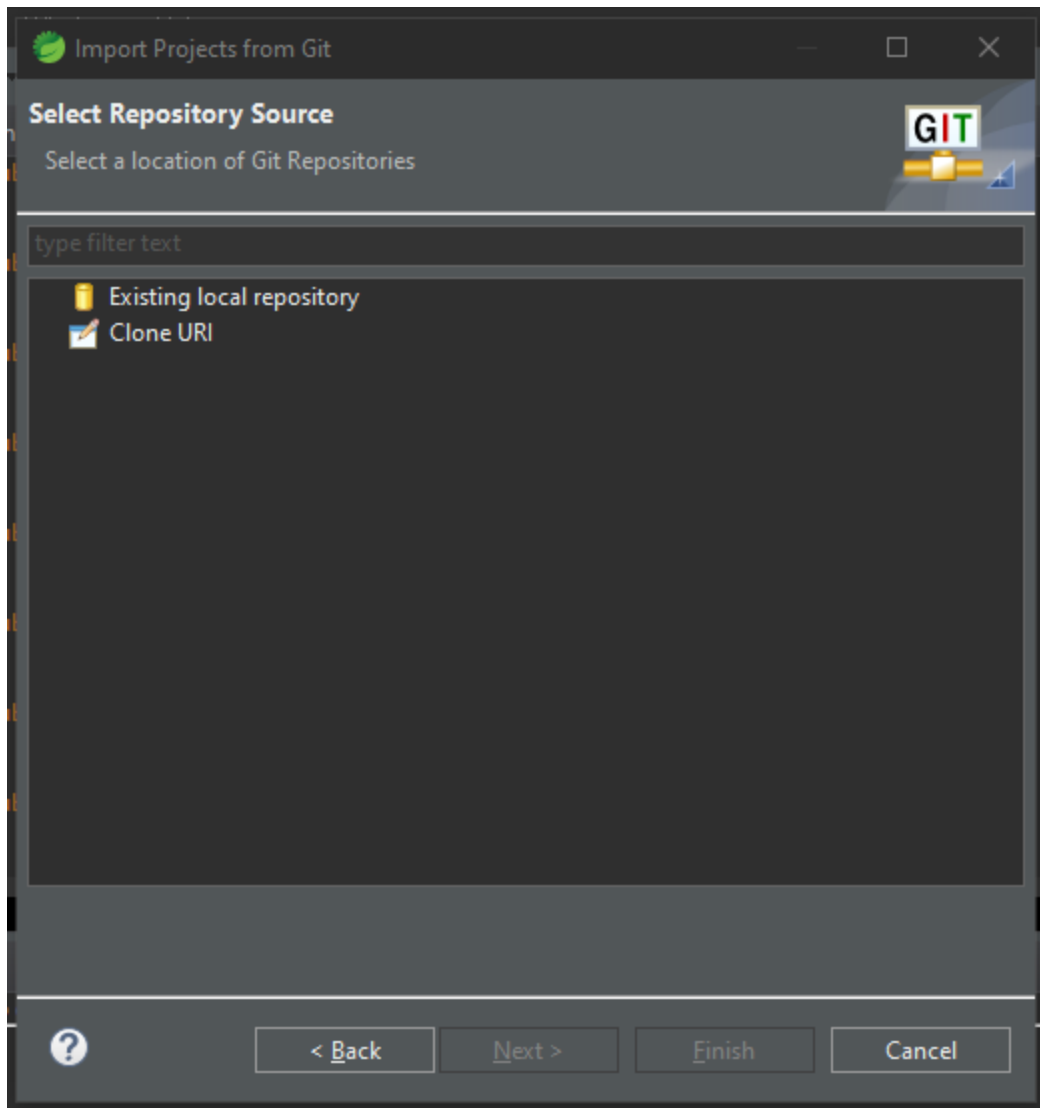 Import Projects from Git
Select Repository Source
Select a location of Git Repositories
GIT
type filter text
Existing local repository
Clone URI
?
< Back
Next >
Finish
Cancel